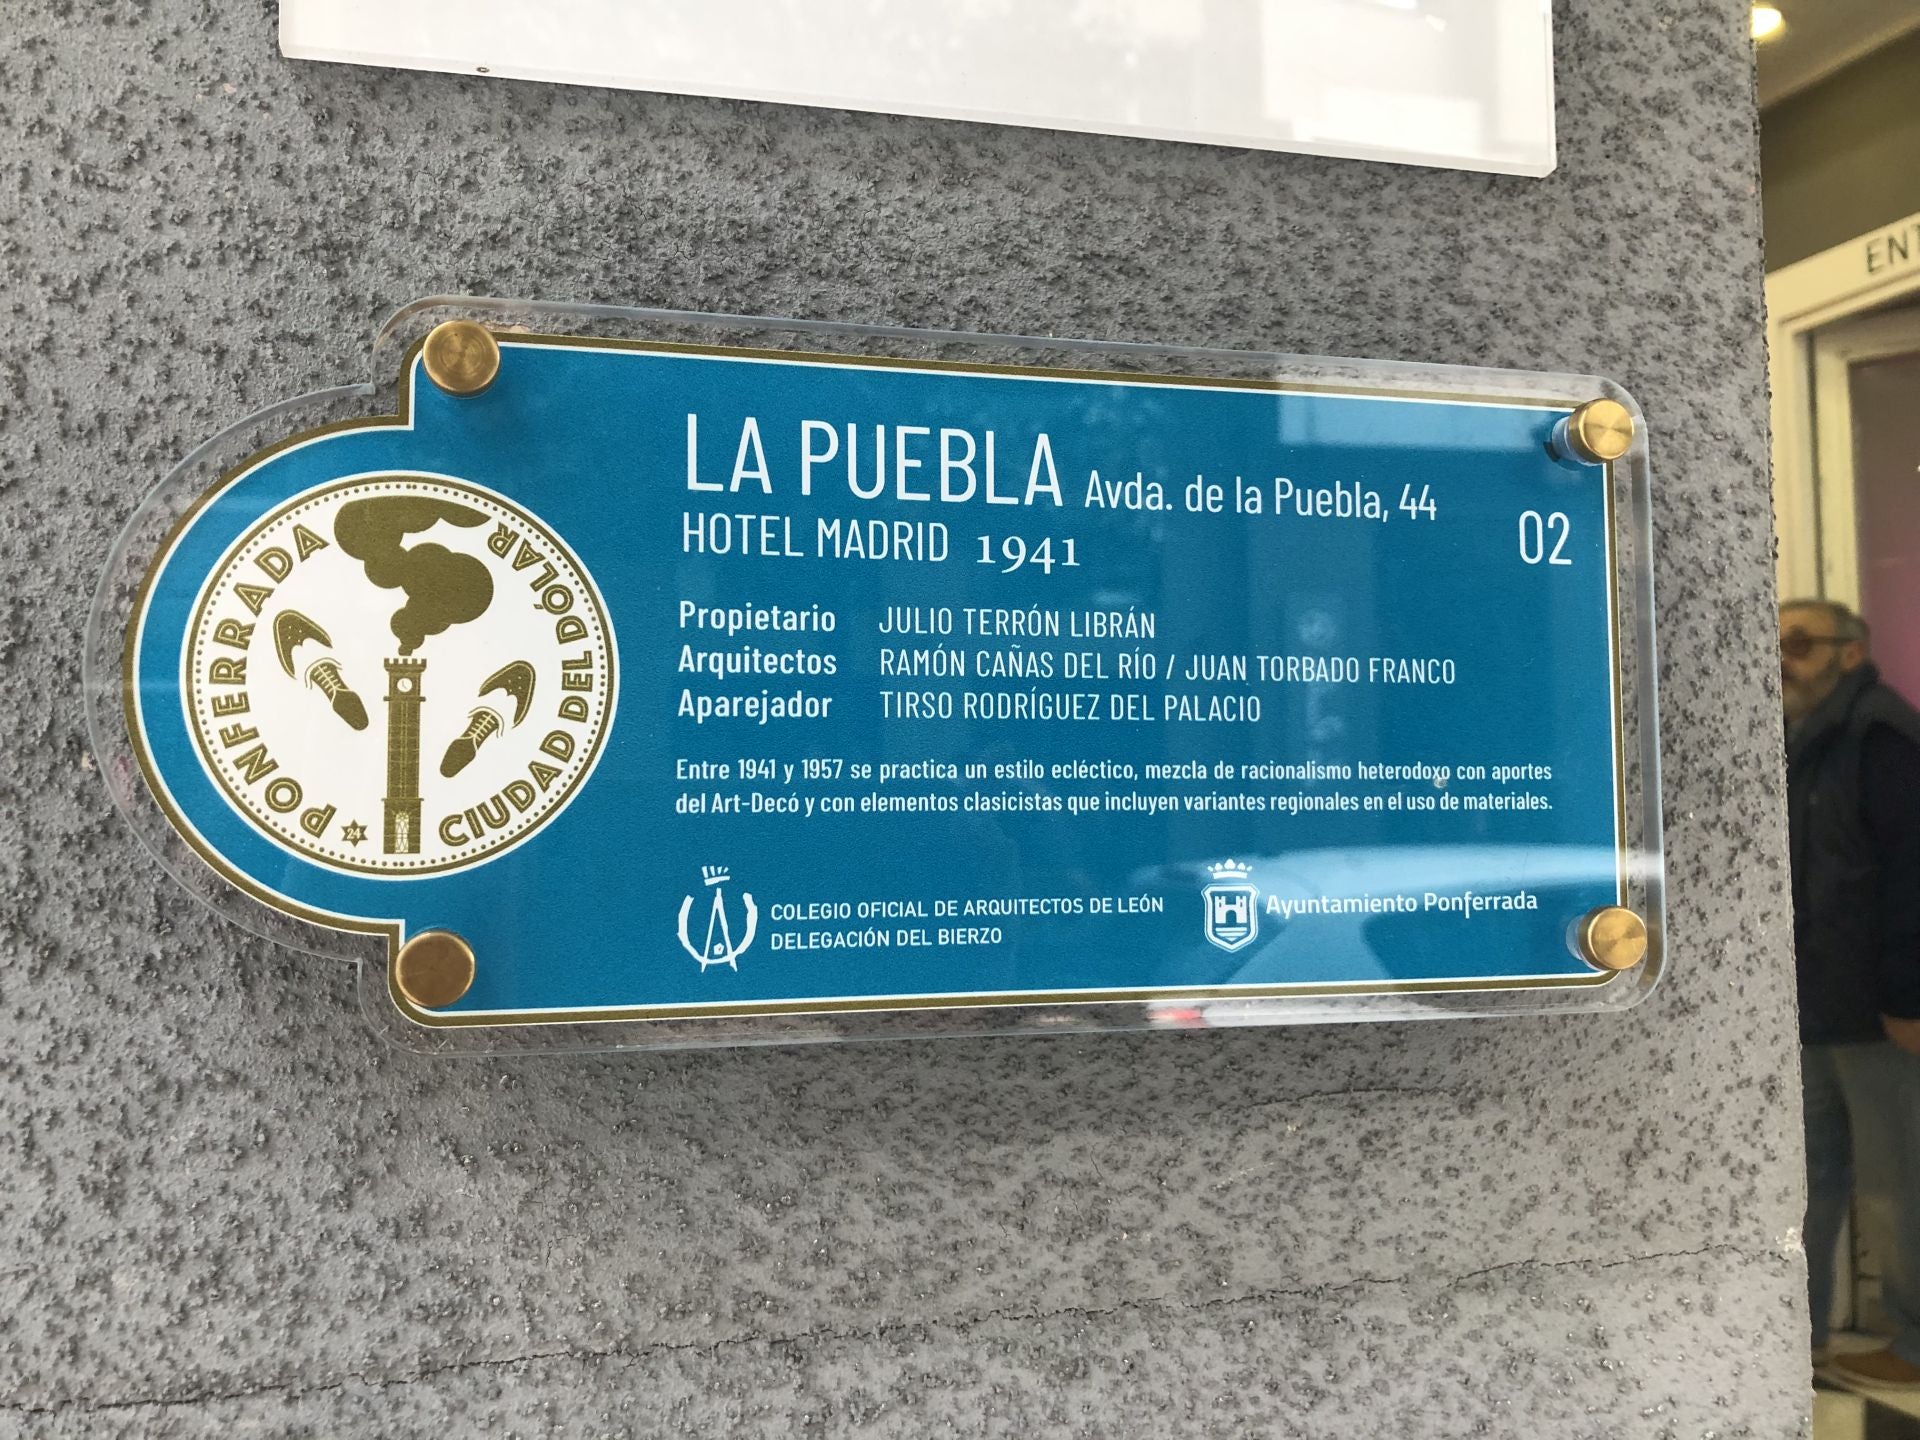 LA PUEBLA Avda. de la Puebla, 44
HOTEL MADRID 1941
02
Propietario JULIO TERRÓN LIBRÁN
Arquitectos RAMÓN CAÑAS DEL RÍO / JUAN TORBADO FRANCO
Aparejador TIRSO RODRÍGUEZ DEL PALACIO
Entre 1941 y 1957 se practica un estilo ecléctico, mezcla de racionalismo heterodoxo con aportes
del Art-Decó y con elementos clasicistas que incluyen variantes regionales en el uso de materiales.
COLEGIO OFICIAL DE ARQUITECTOS DE LEÓN
DELEGACIÓN DEL BIERZO
Ayuntamiento Ponferrada
PONFERRADA
CIUDAD DEL DÓLAR
24